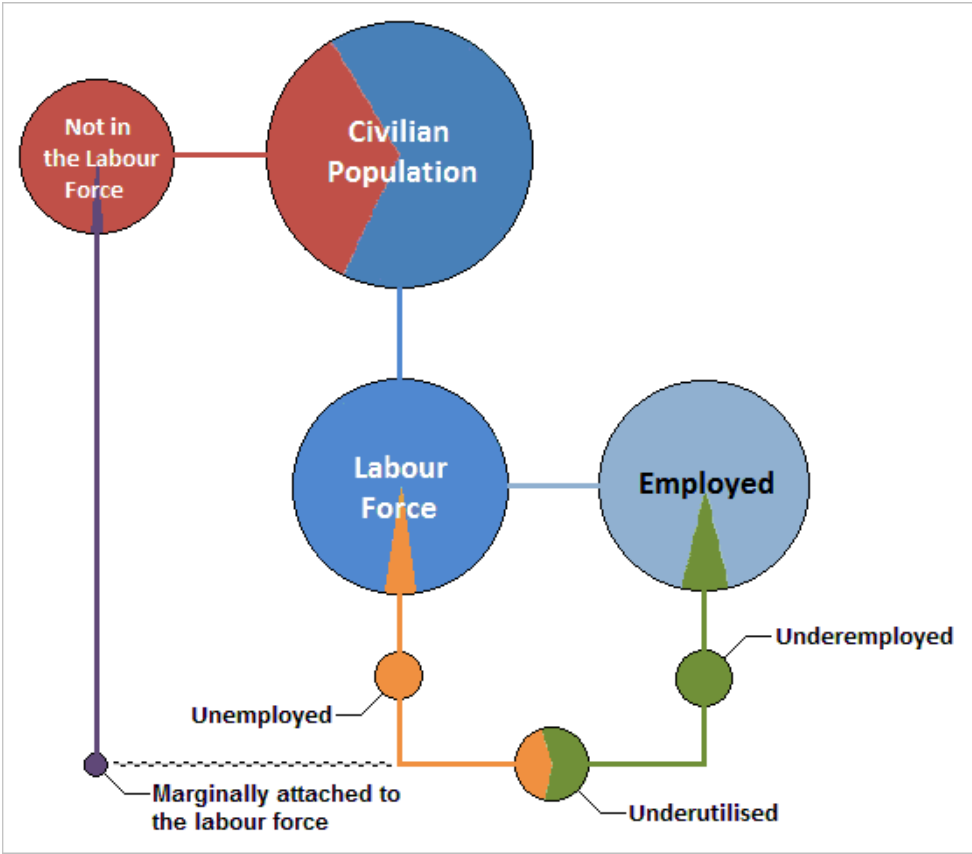 Not in
the Labour
Force
Civilian
Population
Labour
Force
Employed
Underemployed
Unemployed
Marginally attached to
the labour force
Underutilised